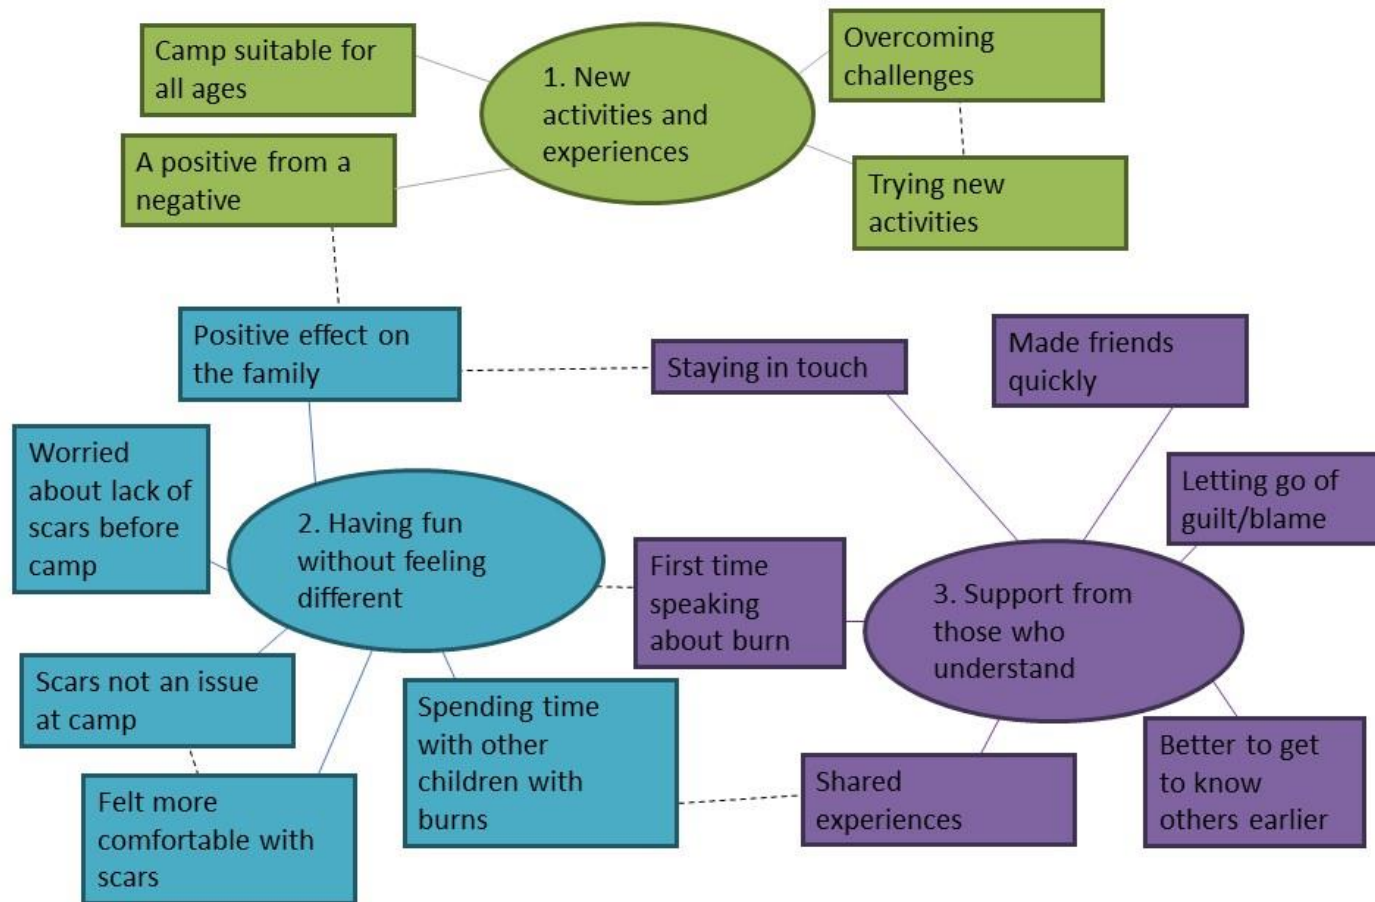 Camp suitable for
all ages
1. New
activities and
experiences
Overcoming
challenges
A positive from a
negative
Trying new
activities
Positive effect on
the family
Staying in touch
Made friends
quickly
Worried
about lack of
scars before
camp
2. Having fun
without feeling
different
First time
speaking
about burn
Letting go of
guilt/blame
3. Support from
those who
understand
Scars not an issue
at camp
Spending time
with other
children with
burns
Felt more
comfortable with
scars
Shared
experiences
Better to get
to know
others earlier